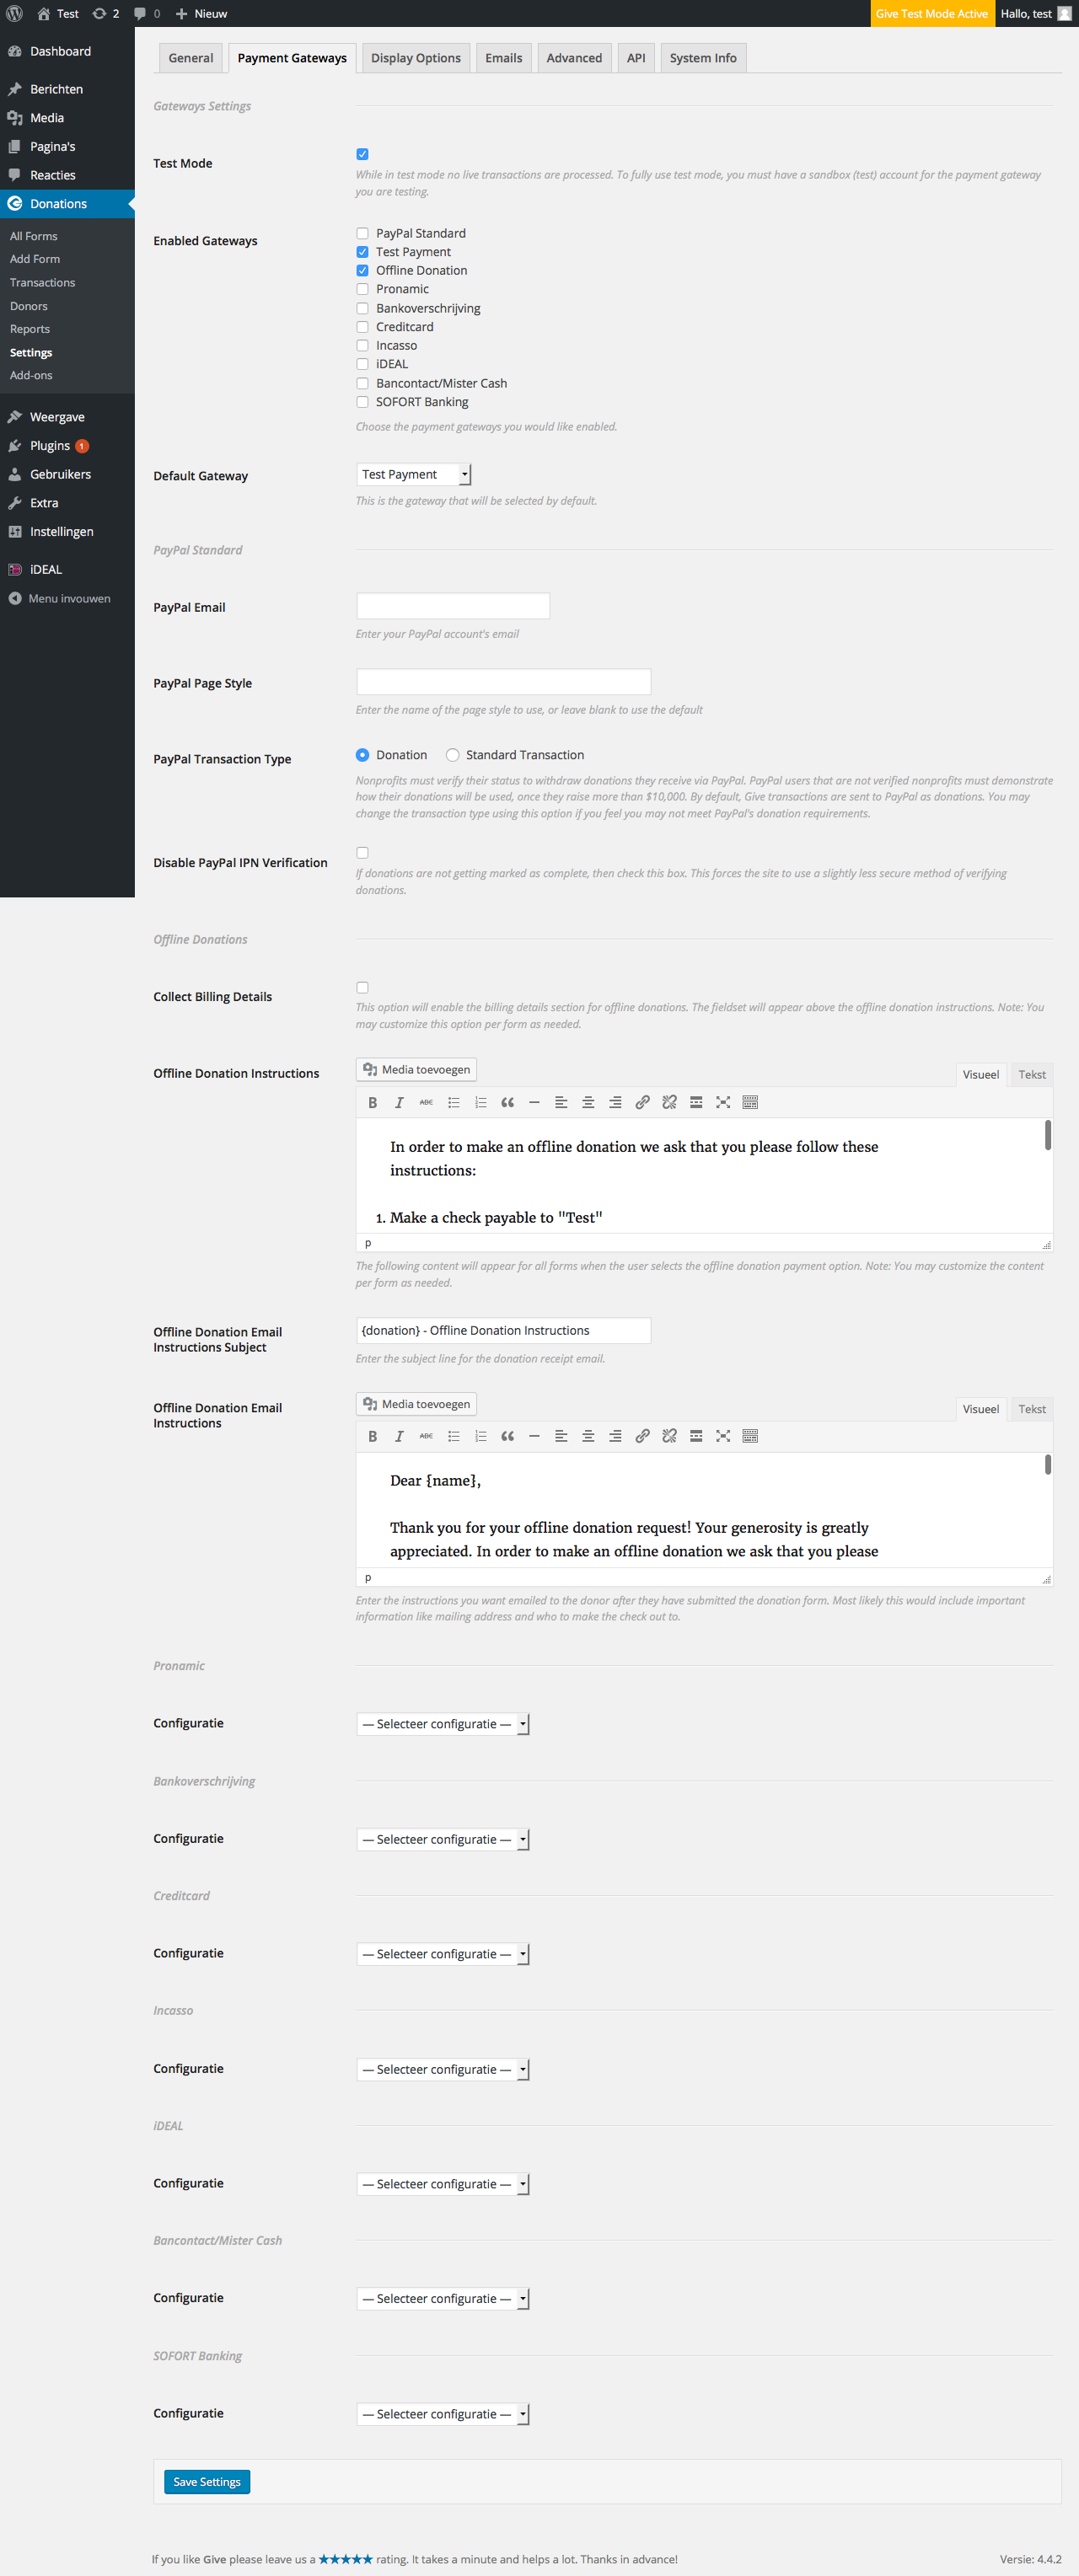 Test 2 0 Nieuw Give Test Mode Active Hallo, test
Dashboard
Berichten
Media
Pagina's
Reacties
Donations
All Forms
Add Form
Transactions
Donors
Reports
Settings
Add-ons
Weergave
Plugins 1
Gebruikers
Extra
Instellingen
iDEAL
Menu invouwen
General Payment Gateways Display Options Emails Advanced API System Info
Gateways Settings
Test Mode
While in test mode no live transactions are processed. To fully use test mode, you must have a sandbox (test) account for the payment gateway
you are testing.
Enabled Gateways
PayPal Standard
Test Payment
Offline Donation
Pronamic
Bankoverschrijving
Creditcard
Incasso
iDEAL
Bancontact/Mister Cash
SOFORT Banking
Choose the payment gateways you would like enabled.
Default Gateway Test Payment
This is the gateway that will be selected by default.
PayPal Standard
PayPal Email
Enter your PayPal account's email
PayPal Page Style
Enter the name of the page style to use, or leave blank to use the default
PayPal Transaction Type Donation Standard Transaction
Nonprofits must verify their status to withdraw donations they receive via PayPal. PayPal users that are not verified nonprofits must demonstrate
how their donations will be used, once they raise more than $10,000. By default, Give transactions are sent to PayPal as donations. You may
change the transaction type using this option if you feel you may not meet PayPal's donation requirements.
Disable PayPal IPN Verification
If donations are not getting marked as complete, then check this box. This forces the site to use a slightly less secure method of verifying
donations.
Offline Donations
Collect Billing Details
This option will enable the billing details section for offline donations. The fieldset will appear above the offline donation instructions. Note: You
may customize this option per form as needed.
Offline Donation Instructions Media toevoegen Visueel Tekst
B I ABC
In order to make an offline donation we ask that you please follow these
instructions:
1. Make a check payable to "Test"
p
The following content will appear for all forms when the user selects the offline donation payment option. Note: You may customize the content
per form as needed.
Offline Donation Email
Instructions Subject
{donation} - Offline Donation Instructions
Enter the subject line for the donation receipt email.
Offline Donation Email
Instructions
Media toevoegen Visueel Tekst
B I ABC
Dear {name},
Thank you for your offline donation request! Your generosity is greatly
appreciated. In order to make an offline donation we ask that you please
p
Enter the instructions you want emailed to the donor after they have submitted the donation form. Most likely this would include important
information like mailing address and who to make the check out to.
Pronamic
Configuratie — Selecteer configuratie —
Bankoverschrijving
Configuratie — Selecteer configuratie —
Creditcard
Configuratie — Selecteer configuratie —
Incasso
Configuratie — Selecteer configuratie —
iDEAL
Configuratie — Selecteer configuratie —
Bancontact/Mister Cash
Configuratie — Selecteer configuratie —
SOFORT Banking
Configuratie — Selecteer configuratie —
Save Settings
If you like Give please leave us a ★★★★★ rating. It takes a minute and helps a lot. Thanks in advance! Versie: 4.4.2